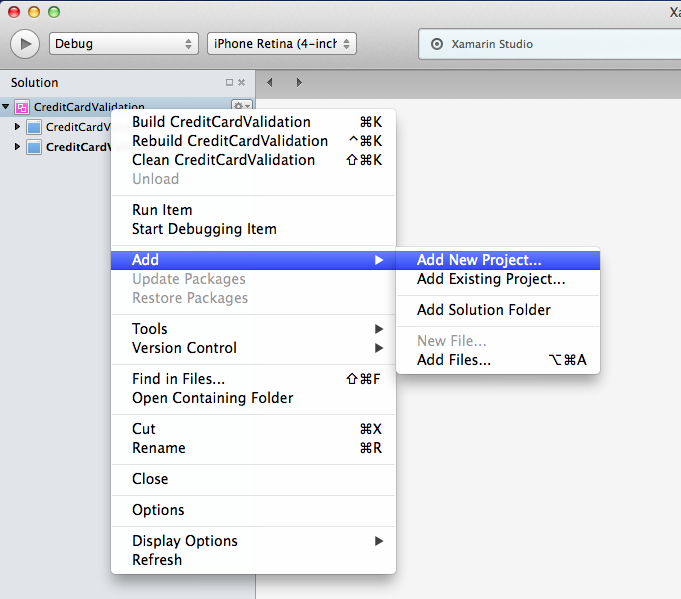 Xa
Debug
iPhone Retina (4-inch
Xamarin Studio
Solution
CreditCardValidation
CreditCardV
CreditCardV
Build CreditCardValidation ⌘K
Rebuild CreditCardValidation ^⌘K
Clean CreditCardValidation ⇧⌘K
Unload
Run Item
Start Debugging Item
Add
Update Packages
Restore Packages
Tools
Version Control
Find in Files... ⇧⌘F
Open Containing Folder
Cut ⌘X
Rename ⌘R
Close
Options
Display Options
Refresh
Add New Project...
Add Existing Project...
Add Solution Folder
New File...
Add Files... ⌥⌘A